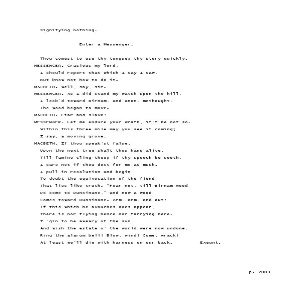 Signifying nothing.
Enter a Messenger.
Thou comest to use thy tongue; thy story quickly.
MESSENGER. Gracious my lord,
I should report that which I say I saw,
But know not how to do it.
MACBETH. Well, say, sir.
MESSENGER. As I did stand my watch upon the hill,
I look'd toward Birnam, and anon, methought,
The wood began to move.
MACBETH. Liar and slave!
MESSENGER. Let me endure your wrath, if't be not so.
Within this three mile may you see it coming;
I say, a moving grove.
MACBETH. If thou speak'st false,
Upon the next tree shalt thou hang alive,
Till famine cling thee; if thy speech be sooth,
I care not if thou dost for me as much.
I pull in resolution and begin
To doubt the equivocation of the fiend
That lies like truth. "Fear not, till Birnam Wood
Do come to Dunsinane," and now a wood
Comes toward Dunsinane. Arm, arm, and out!
If this which he avouches does appear,
There is nor flying hence nor tarrying here.
I 'gin to be aweary of the sun
And wish the estate of the world were now undone.
Ring the alarum bell! Blow, wind! Come, wrack!
At least we'll die with harness on our back. Exeunt.